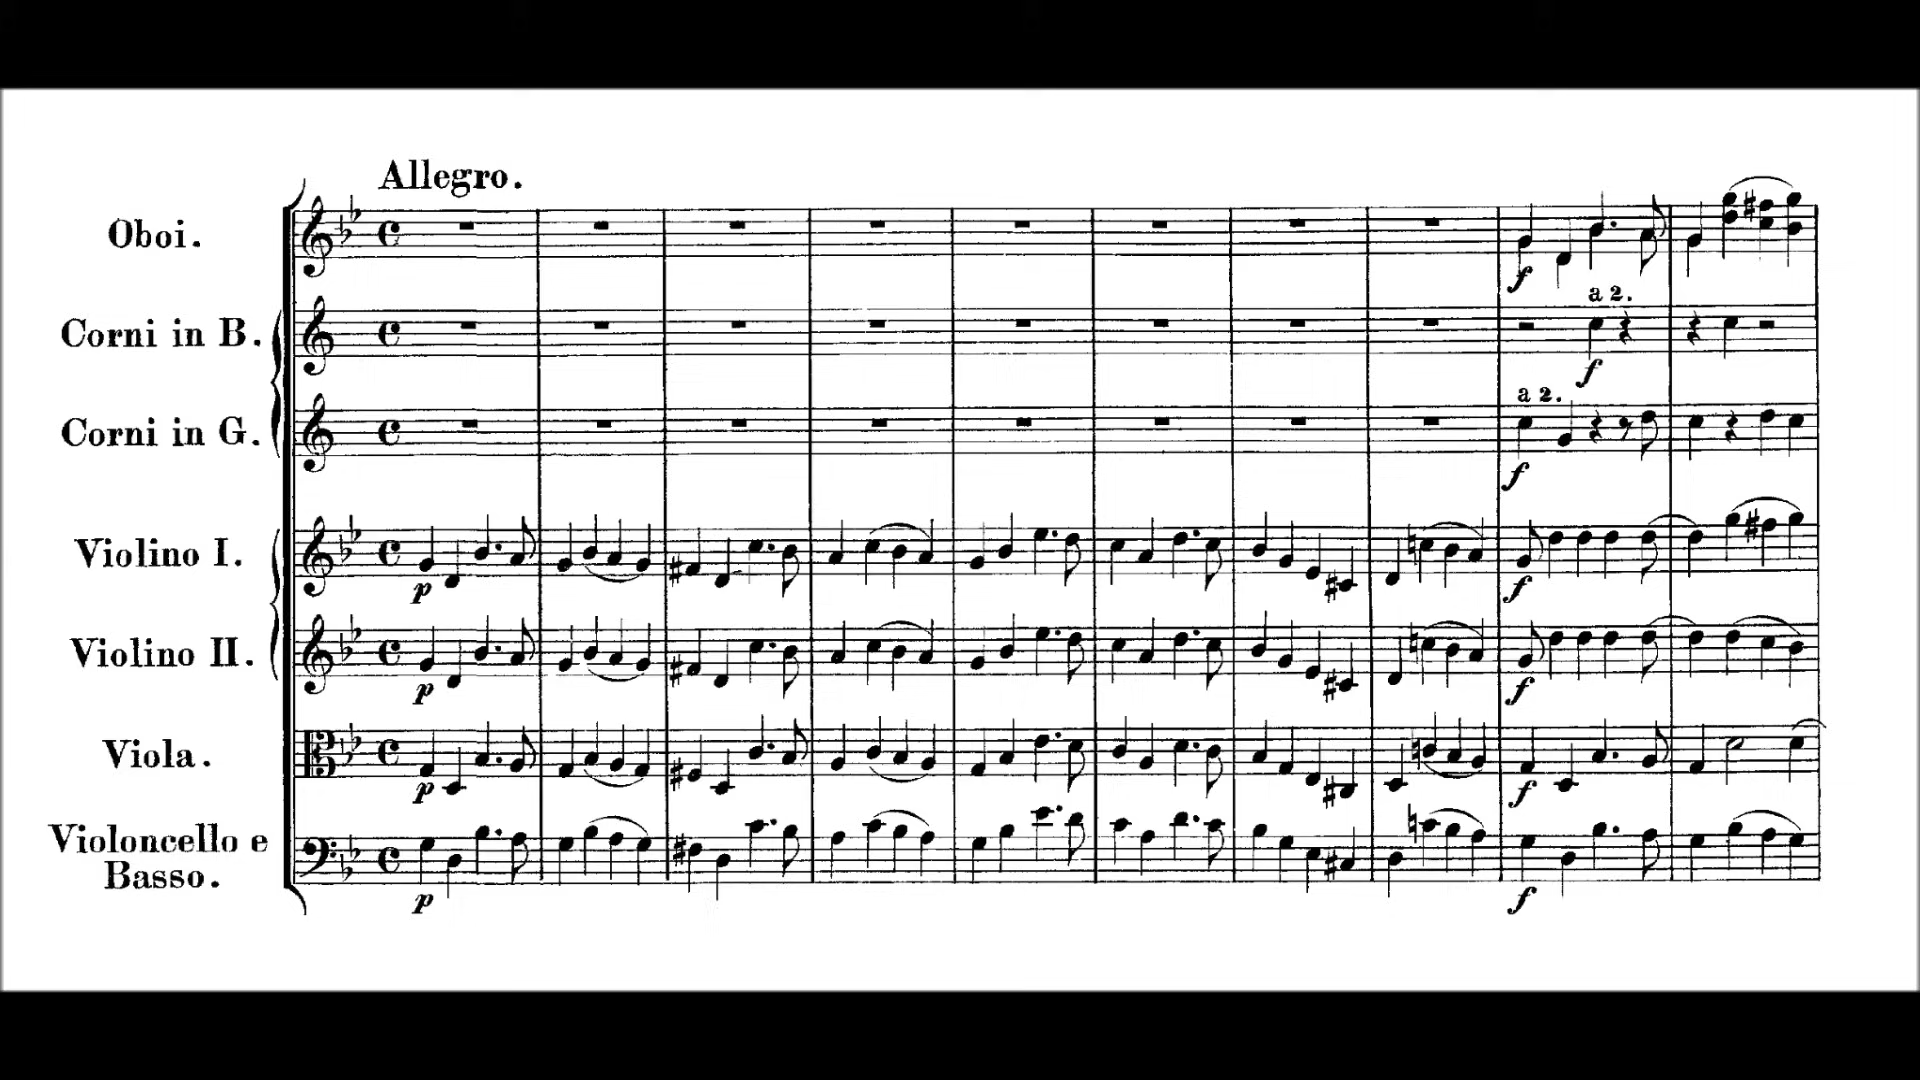 Allegro.
Oboi.
f
a 2.
Corni in B.
f
a 2.
Corni in G.
f
Violino I.
p
f
Violino II.
p
f
Viola.
p
f
Violoncello e
Basso.
p
f